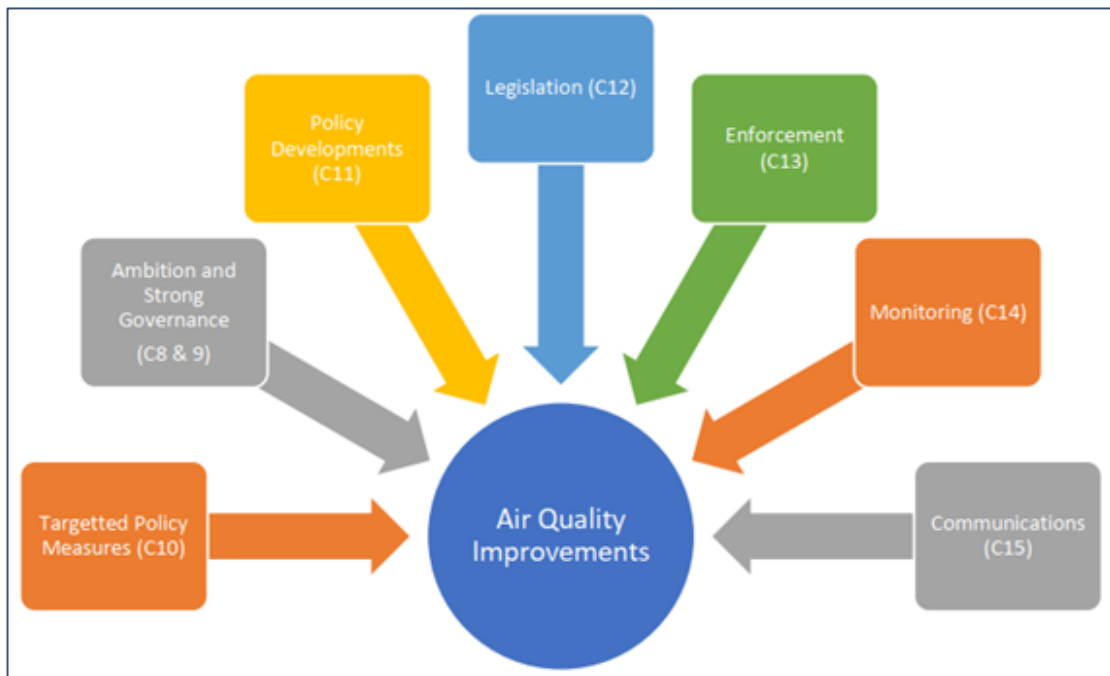 Legislation (C12)
Policy
Developments
(C11)
Enforcement
(C13)
Ambition and
Strong
Governance
(C8 & 9)
Monitoring (C14)
Targetted Policy
Measures (C10)
Air Quality
Improvements
Communications
(C15)